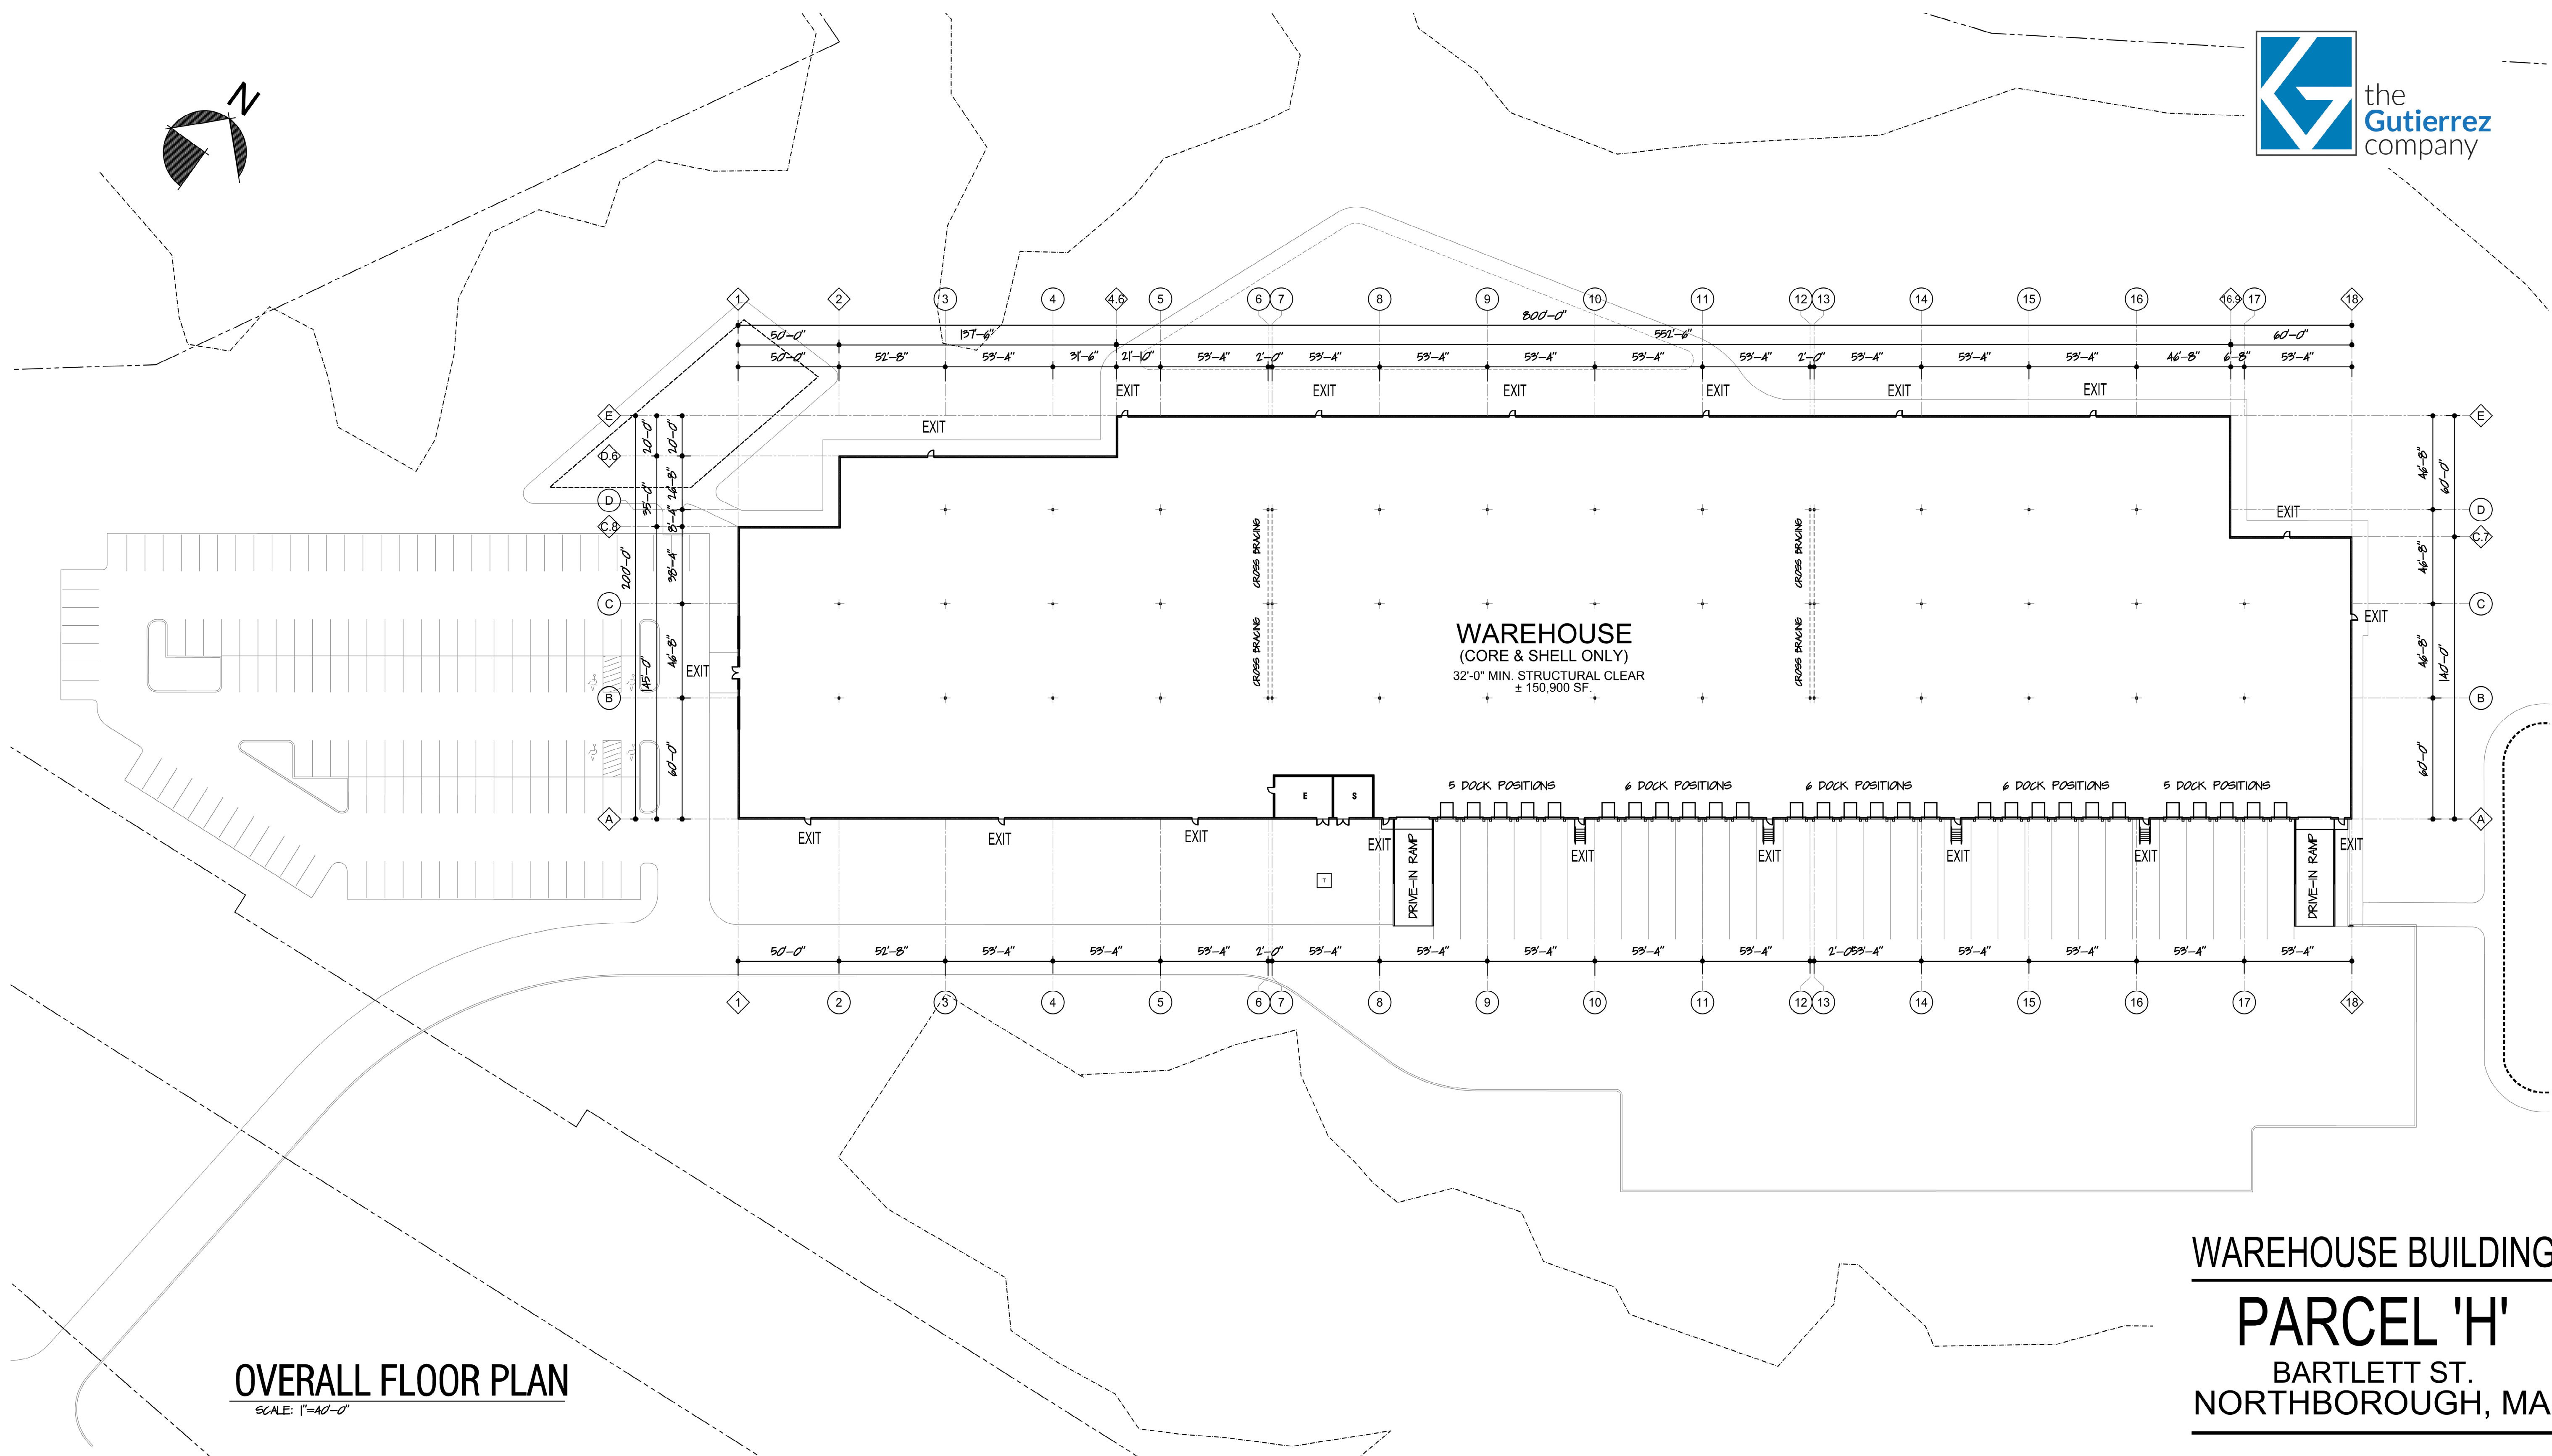 N
the
Gutierrez
company
1 2 3 4 4.6 5 6 7 8 9 10 11 12 13 14 15 16 16.9 17 18
800'-0"
50'-0" 137'-6" 552'-6" 60'-0"
50'-0" 52'-8" 53'-4" 31'-6" 21'-10" 53'-4" 2'-0" 53'-4" 53'-4" 53'-4" 53'-4" 53'-4" 2'-0" 53'-4" 53'-4" 53'-4" 46'-8" 6'-8" 53'-4"
EXIT EXIT EXIT EXIT EXIT EXIT
EXIT
E
D.6
D
C.8
C
B
A
200'-0"
20'-0"
35'-0"
145'-0"
20'-0"
26'-8"
8'-4"
38'-4"
46'-8"
60'-0"
EXIT
CROSS BRACING
CROSS BRACING
CROSS BRACING
CROSS BRACING
WAREHOUSE
(CORE & SHELL ONLY)
32'-0" MIN. STRUCTURAL CLEAR
± 150,900 SF.
EXIT
EXIT
46'-8"
46'-8"
46'-8"
60'-0"
60'-0"
140'-0"
E
D
C.7
C
B
A
E S
5 DOCK POSITIONS 6 DOCK POSITIONS 6 DOCK POSITIONS 6 DOCK POSITIONS 5 DOCK POSITIONS
EXIT EXIT EXIT EXIT EXIT EXIT EXIT EXIT EXIT
T
DRIVE-IN RAMP
DRIVE-IN RAMP
50'-0" 52'-8" 53'-4" 53'-4" 53'-4" 2'-0" 53'-4" 53'-4" 53'-4" 53'-4" 53'-4" 2'-0" 53'-4" 53'-4" 53'-4" 53'-4" 53'-4"
1 2 3 4 5 6 7 8 9 10 11 12 13 14 15 16 17 18
OVERALL FLOOR PLAN
SCALE: 1"=40'-0"
WAREHOUSE BUILDING
PARCEL 'H'
BARTLETT ST.
NORTHBOROUGH, MA